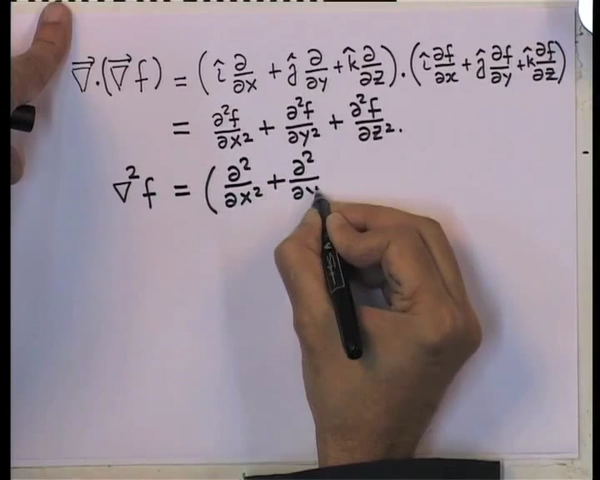 ∇⃗.(∇⃗f) = (î ∂/∂x + ĵ ∂/∂y + k̂ ∂/∂z).(î ∂f/∂x + ĵ ∂f/∂y + k̂ ∂f/∂z)
= ∂²f/∂x² + ∂²f/∂y² + ∂²f/∂z².
∇²f = (∂²/∂x² + ∂²/∂y